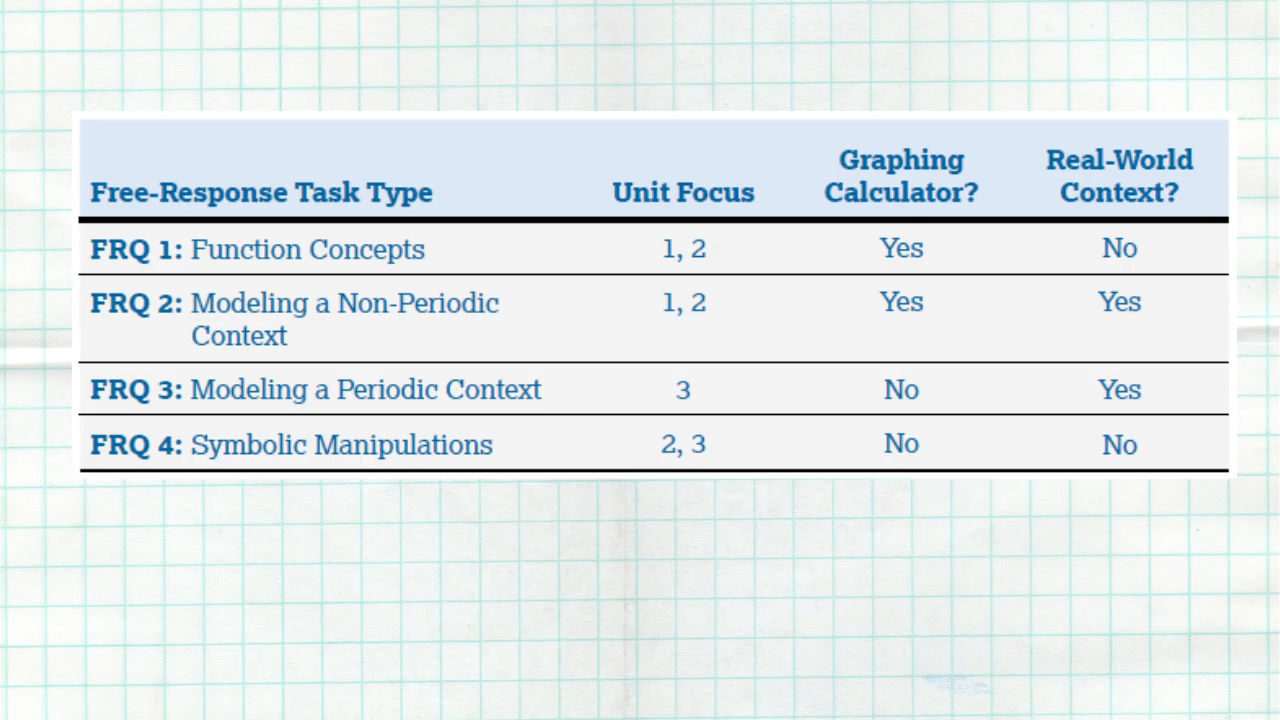 Free-Response Task Type Unit Focus Graphing Calculator? Real-World Context?
FRQ 1: Function Concepts 1, 2 Yes No
FRQ 2: Modeling a Non-Periodic 1, 2 Yes Yes
Context
FRQ 3: Modeling a Periodic Context 3 No Yes
FRQ 4: Symbolic Manipulations 2, 3 No No